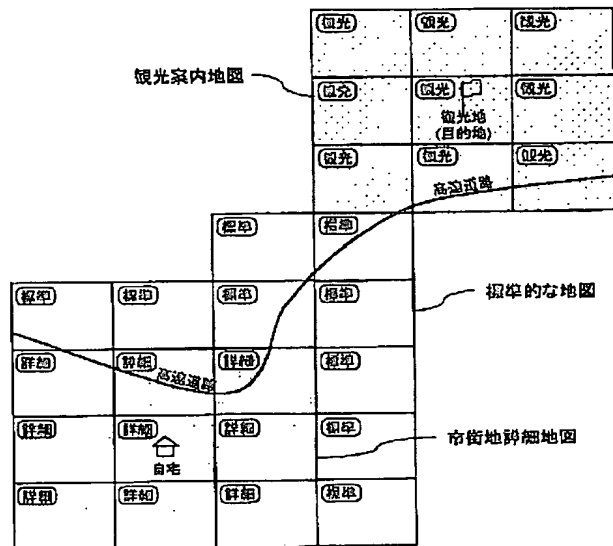 観光 観光 観光
観光案内地図
観光 観光 観光
観光地
(目的地)
観光 観光 観光
高速道路
標準 標準
標準 標準 標準 標準
標準的な地図
詳細 詳細 詳細 標準
高速道路
詳細 詳細 詳細 標準
市街地詳細地図
自宅
詳細 詳細 詳細 標準